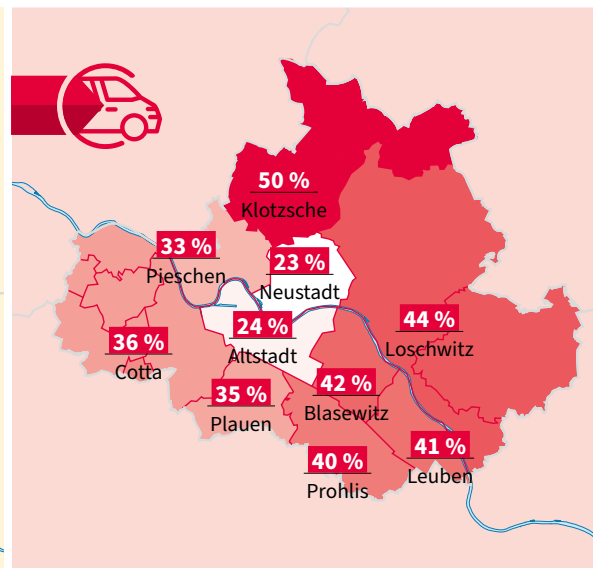 50 %
Klotzsche
33 %
Pieschen
23 %
Neustadt
24 %
Altstadt
44 %
Loschwitz
36 %
Cotta
35 %
Plauen
42 %
Blasewitz
41 %
Leuben
40 %
Prohlis